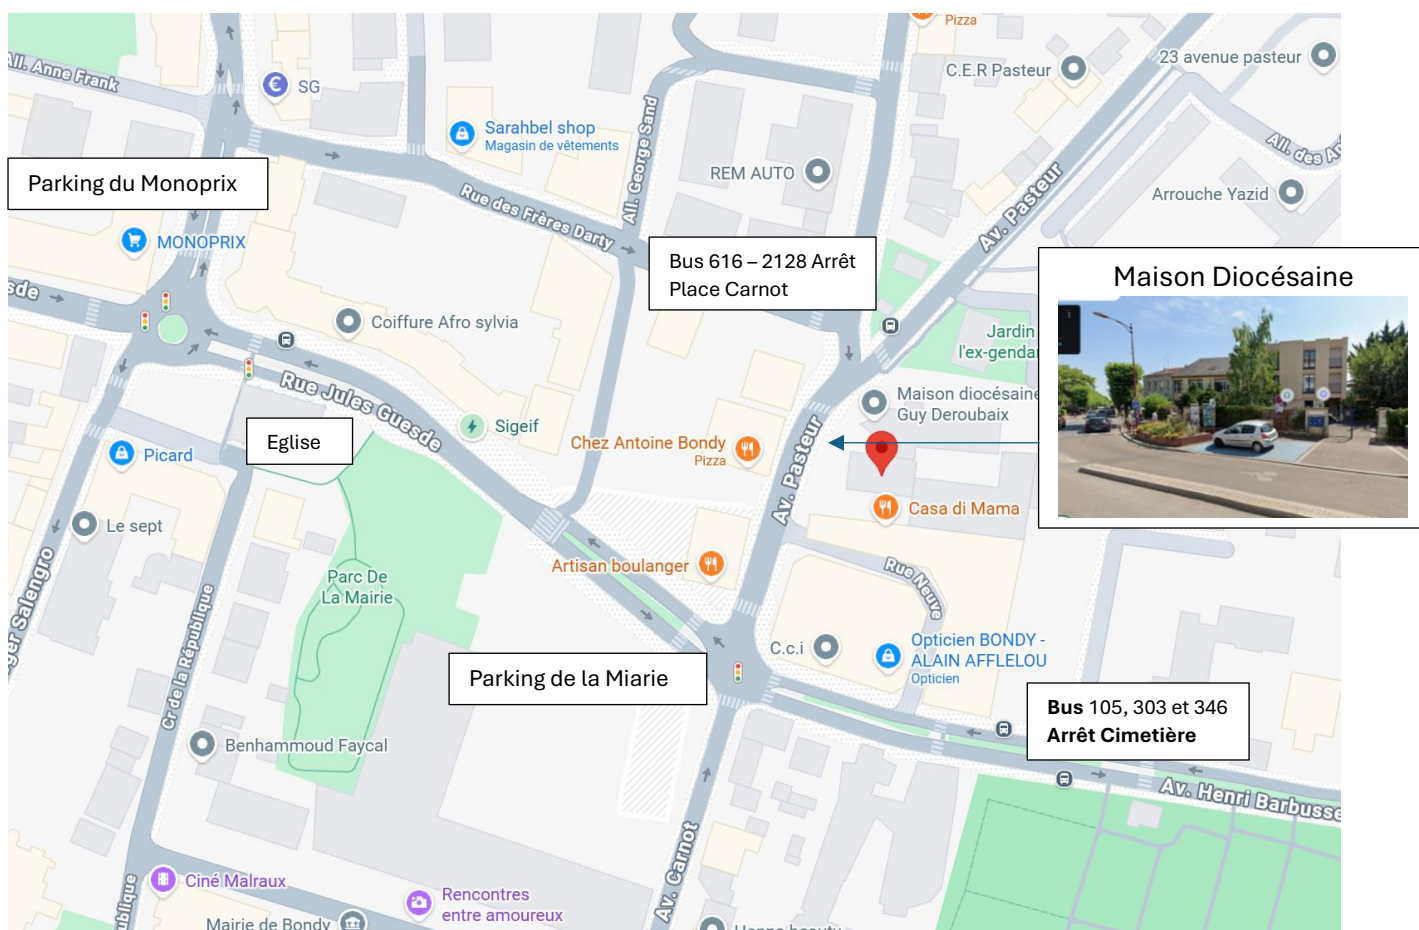 Pizza
23 avenue pasteur
C.E.R Pasteur
All. Anne Frank
SG
Sarahbel shop
Magasin de vêtements
All. George Sand
REM AUTO
All. des An
Av. Pasteur
Arrouche Yazid
Parking du Monoprix
Rue des Frères Darty
MONOPRIX
Bus 616 – 2128 Arrêt
Place Carnot
Maison Diocésaine
sde
Coiffure Afro sylvia
Jardin
l'ex-gendar
Rue Jules Guesde
Maison diocésaine
Guy Deroubaix
Sigeif
Eglise
Chez Antoine Bondy
Pizza
Picard
Av. Pasteur
Casa di Mama
Le sept
Artisan boulanger
Rue Neuve
Parc De
La Mairie
ger Salengro
Cr de la République
C.c.i
Opticien BONDY -
ALAIN AFFLELOU
Opticien
Parking de la Miarie
Bus 105, 303 et 346
Arrêt Cimetière
Benhammoud Faycal
Av. Henri Barbusse
Av. Carnot
Ciné Malraux
Rencontres
entre amoureux
publique
Mairie de Bondy